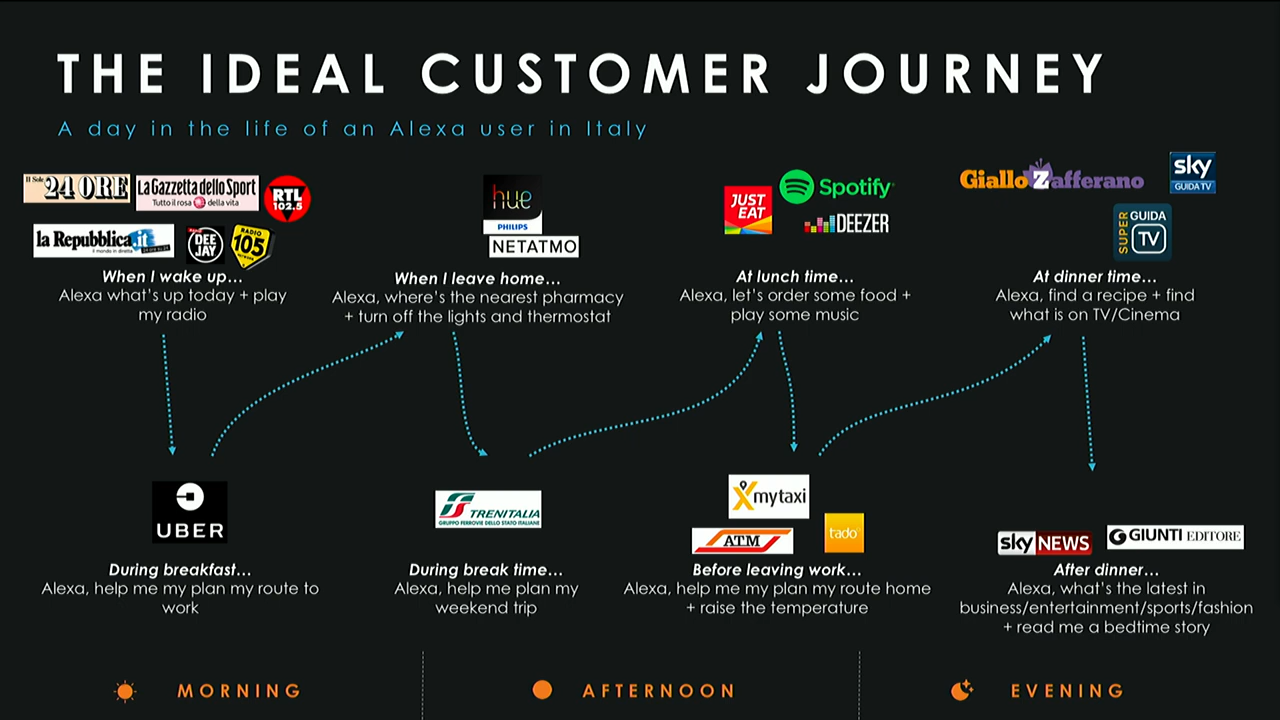 THE IDEAL CUSTOMER JOURNEY
A day in the life of an Alexa user in Italy
Il Sole
24 ORE
La Gazzetta dello Sport
Tutto il rosa della vita
RTL
102.5
la Repubblica.it
DEE
JAY
RADIO
105
NETWORK
When I wake up...
Alexa what's up today + play
my radio
hue
PHILIPS
NETATMO
When I leave home...
Alexa, where's the nearest pharmacy
+ turn off the lights and thermostat
JUST
EAT
Spotify
DEEZER
At lunch time...
Alexa, let's order some food +
play some music
GialloZafferano
sky
GUIDA TV
SUPER
GUIDA
TV
At dinner time...
Alexa, find a recipe + find
what is on TV/Cinema
UBER
During breakfast...
Alexa, help me my plan my route to
work
TRENITALIA
GRUPPO FERROVIE DELLO STATO ITALIANE
During break time...
Alexa, help me plan my
weekend trip
mytaxi
ATM
tado°
Before leaving work...
Alexa, help me my plan my route home
+ raise the temperature
sky NEWS
GIUNTI EDITORE
After dinner...
Alexa, what's the latest in
business/entertainment/sports/fashion
+ read me a bedtime story
MORNING
AFTERNOON
EVENING